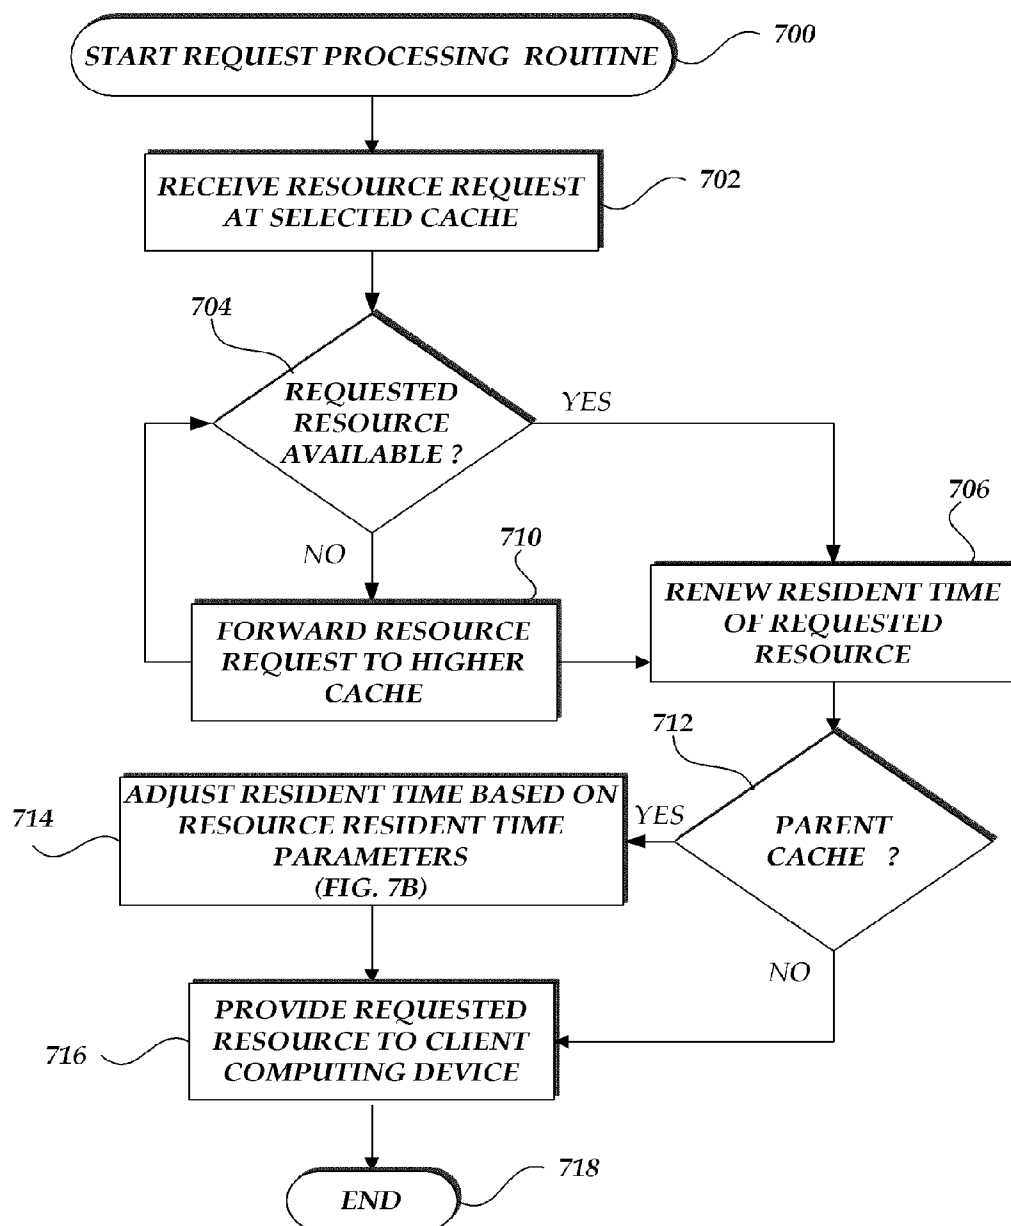 START REQUEST PROCESSING ROUTINE
700
RECEIVE RESOURCE REQUEST
AT SELECTED CACHE
702
704
REQUESTED
RESOURCE
AVAILABLE ?
YES
NO
706
RENEW RESIDENT TIME
OF REQUESTED
RESOURCE
710
FORWARD RESOURCE
REQUEST TO HIGHER
CACHE
712
PARENT
CACHE ?
YES
NO
714
ADJUST RESIDENT TIME BASED ON
RESOURCE RESIDENT TIME
PARAMETERS
(FIG. 7B)
716
PROVIDE REQUESTED
RESOURCE TO CLIENT
COMPUTING DEVICE
END
718